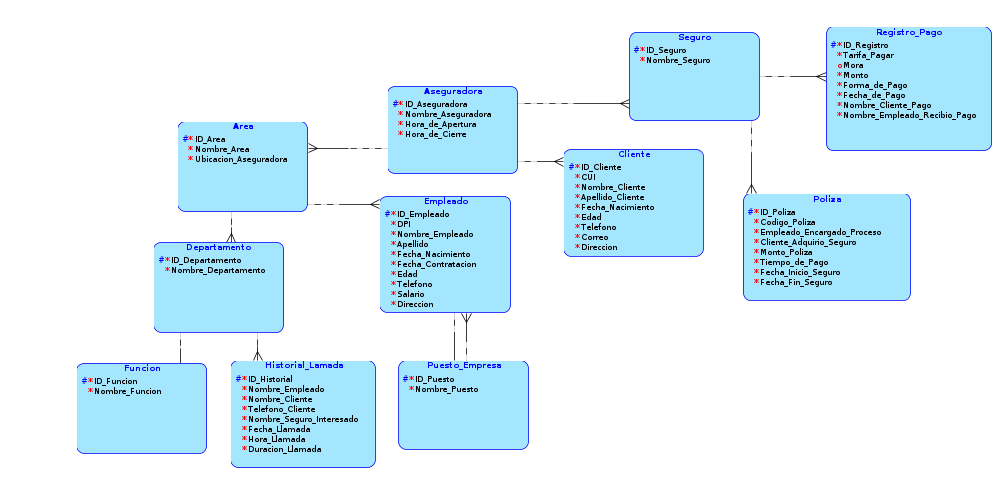 Registro_Pago
#*ID_Registro
*Tarifa_Pagar
oMora
*Monto
*Forma_de_Pago
*Fecha_de_Pago
*Nombre_Cliente_Pago
*Nombre_Empleado_Recibio_Pago
Seguro
#*ID_Seguro
*Nombre_Seguro
Aseguradora
#*ID_Aseguradora
*Nombre_Aseguradora
*Hora_de_Apertura
*Hora_de_Cierre
Area
#*ID_Area
*Nombre_Area
*Ubicacion_Aseguradora
Cliente
#*ID_Cliente
*CUI
*Nombre_Cliente
*Apellido_Cliente
*Fecha_Nacimiento
*Edad
*Telefono
*Correo
*Direccion
Empleado
#*ID_Empleado
*DPI
*Nombre_Empleado
*Apellido
*Fecha_Nacimiento
*Fecha_Contratacion
*Edad
*Telefono
*Salario
*Direccion
Poliza
#*ID_Poliza
*Codigo_Poliza
*Empleado_Encargado_Proceso
*Cliente_Adquirio_Seguro
*Monto_Poliza
*Tiempo_de_Pago
*Fecha_Inicio_Seguro
*Fecha_Fin_Seguro
Departamento
#*ID_Departamento
*Nombre_Departamento
Funcion
#*ID_Funcion
*Nombre_Funcion
Historial_Lamada
#*ID_Historial
*Nombre_Empleado
*Nombre_Cliente
*Telefono_Cliente
*Nombre_Seguro_Interesado
*Fecha_Llamada
*Hora_Llamada
*Duracion_Llamada
Puesto_Empresa
#*ID_Puesto
*Nombre_Puesto